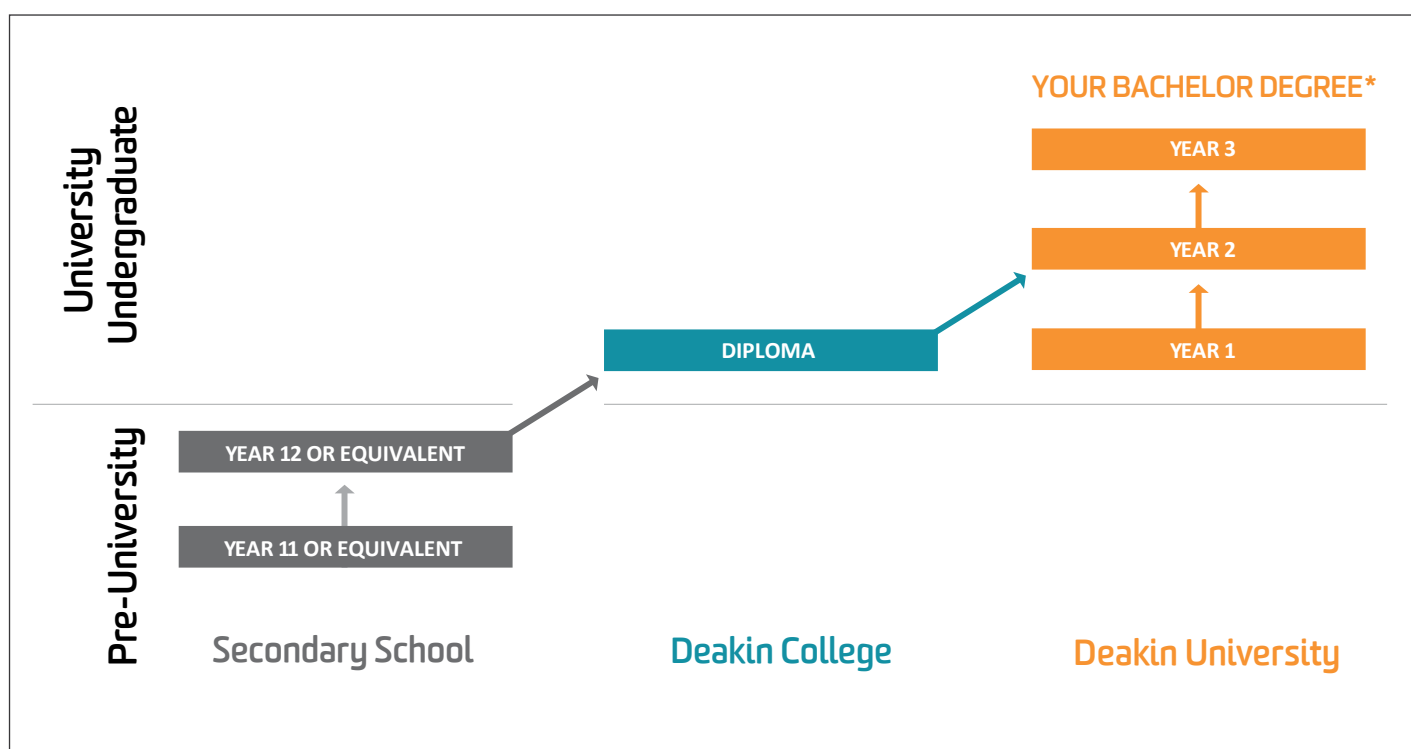 University
Undergraduate
YOUR BACHELOR DEGREE*
YEAR 3
YEAR 2
DIPLOMA
YEAR 1
Pre-University
YEAR 12 OR EQUIVALENT
YEAR 11 OR EQUIVALENT
Secondary School
Deakin College
Deakin University